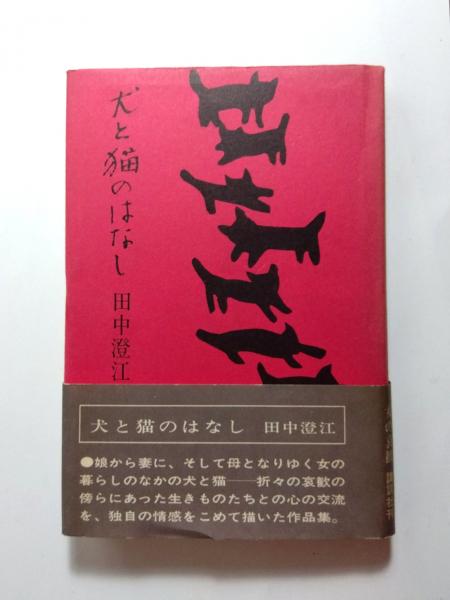 犬と猫のはなし
田中澄江
犬と猫のはなし 田中澄江
●娘から妻に、そして母となりゆく女の
暮らしのなかの犬と猫——折々の哀歓の
傍らにあった生きものたちとの心の交流
を、独自の情感をこめて描いた作品集。
講談社刊